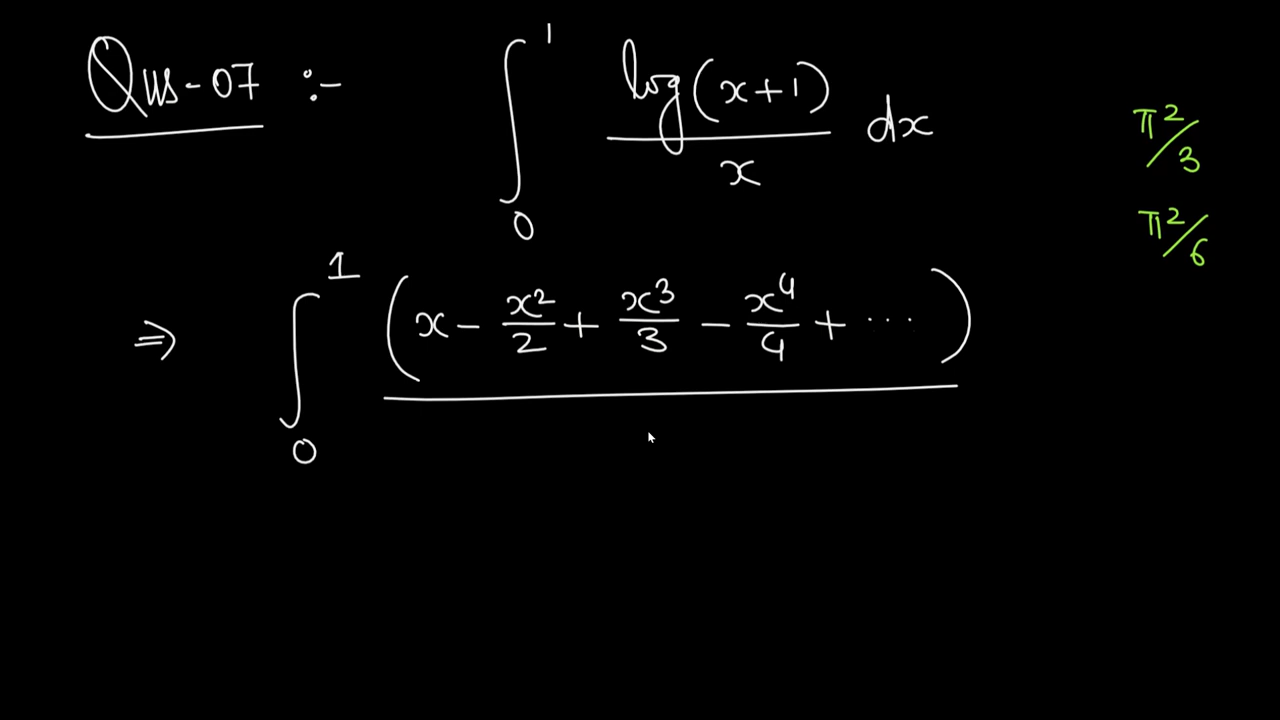 Qus-07 :- ∫₀¹ log(x+1)/x dx
π²/3
π²/6
⇒ ∫₀¹ (x - x²/2 + x³/3 - x⁴/4 + ....)